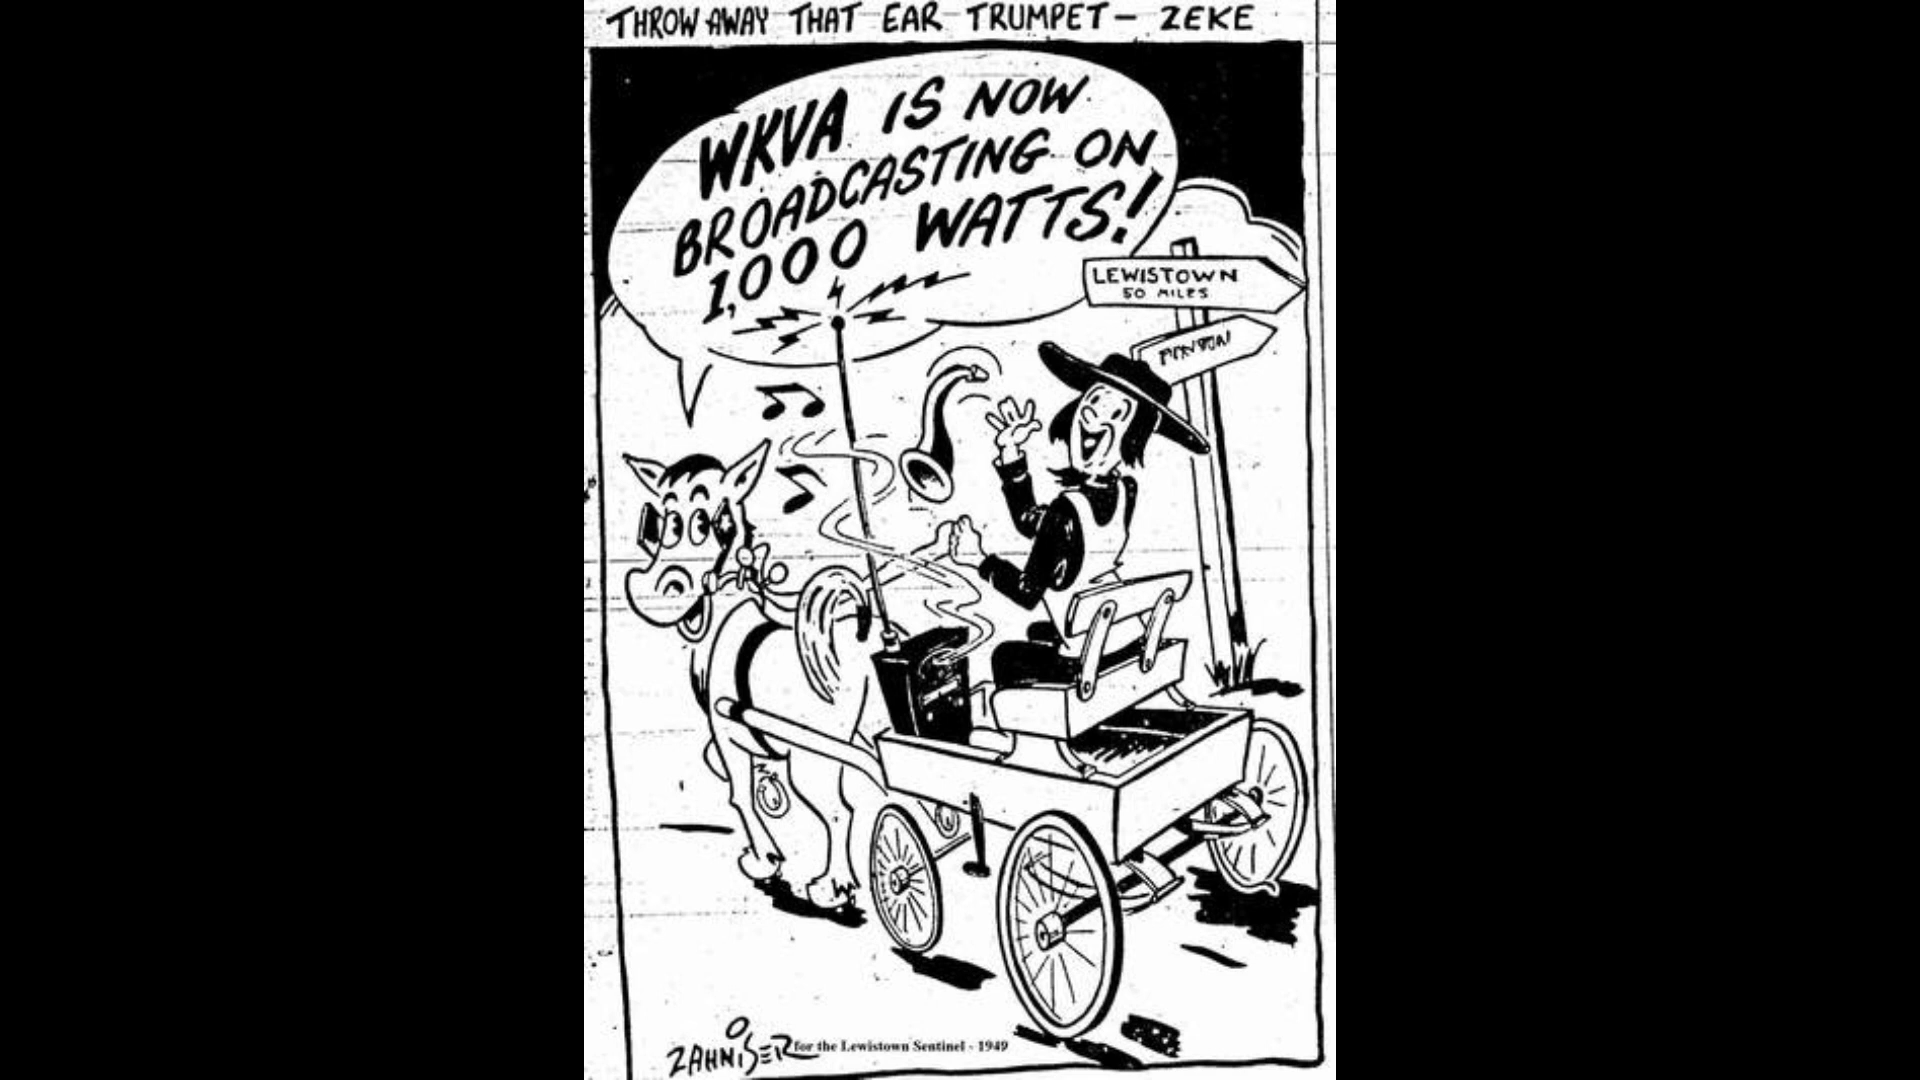 THROW AWAY THAT EAR TRUMPET - ZEKE
WKVA IS NOW
BROADCASTING ON
1,000 WATTS!
LEWISTOWN
50 MILES
ZAHNISER for the Lewistown Sentinel - 1949